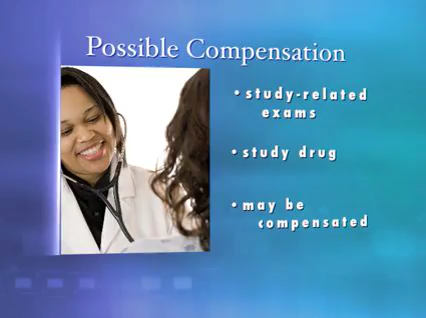 Possible Compensation
• study-related
exams
• study drug
• may be
compensated